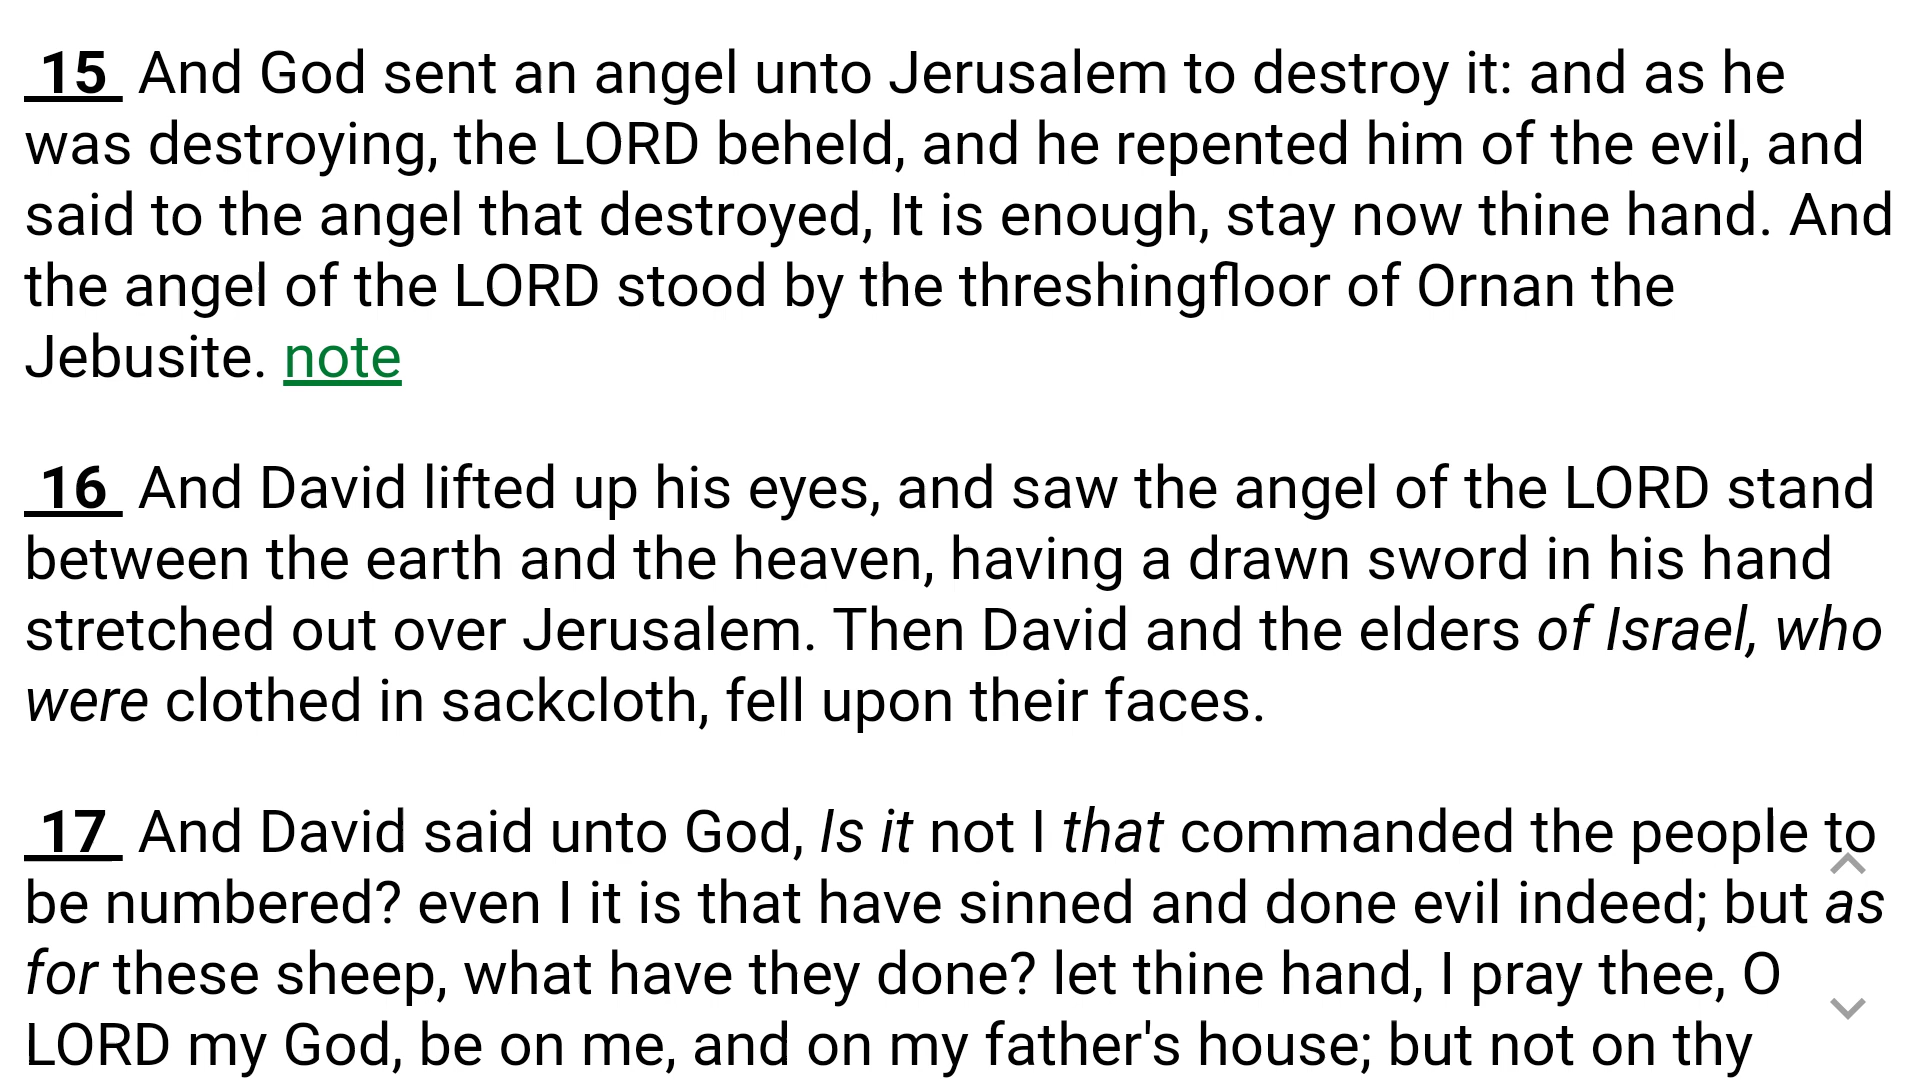 15 And God sent an angel unto Jerusalem to destroy it: and as he
was destroying, the LORD beheld, and he repented him of the evil, and
said to the angel that destroyed, It is enough, stay now thine hand. And
the angel of the LORD stood by the threshingfloor of Ornan the
Jebusite. note
16 And David lifted up his eyes, and saw the angel of the LORD stand
between the earth and the heaven, having a drawn sword in his hand
stretched out over Jerusalem. Then David and the elders of Israel, who
were clothed in sackcloth, fell upon their faces.
17 And David said unto God, Is it not I that commanded the people to
be numbered? even I it is that have sinned and done evil indeed; but as
for these sheep, what have they done? let thine hand, I pray thee, O
LORD my God, be on me, and on my father's house; but not on thy